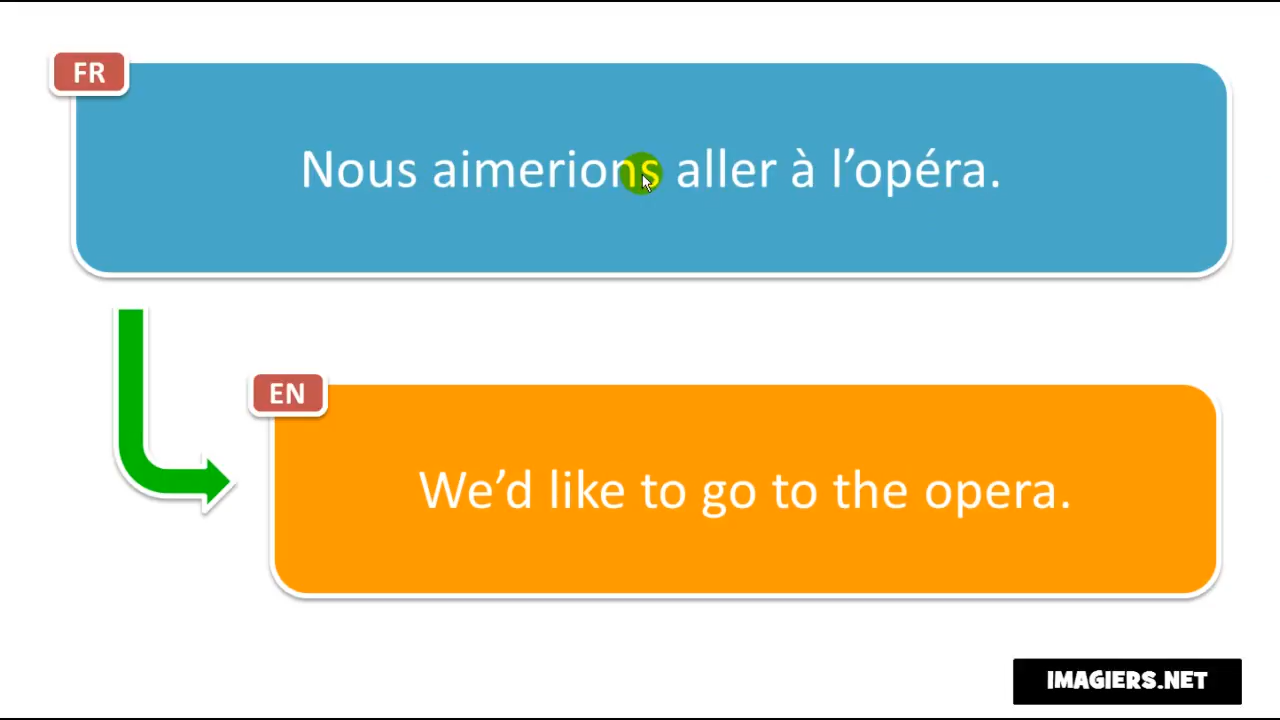 FR
Nous aimerions aller à l’opéra.
EN
We’d like to go to the opera.
IMAGIERS.NET